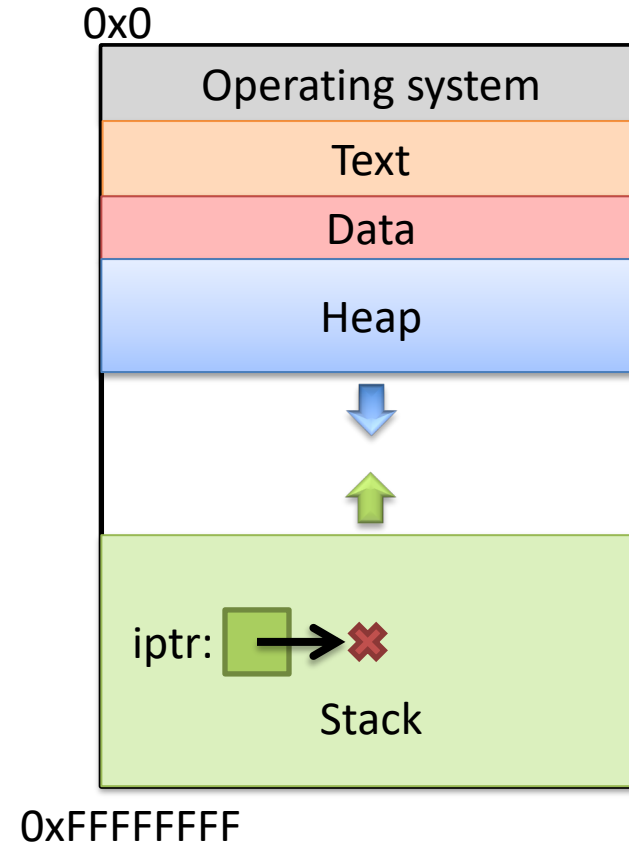 0x0
Operating system
Text
Data
Heap
iptr:
Stack
0xFFFFFFFF